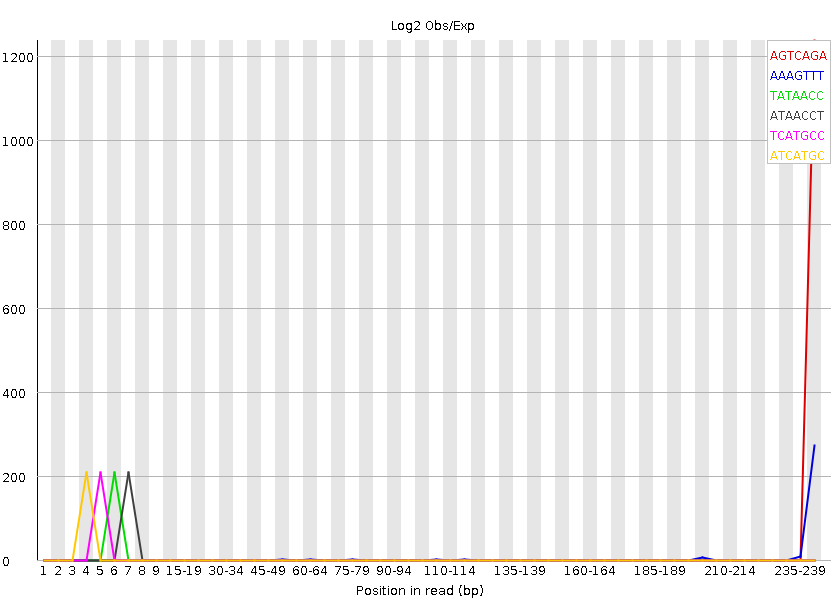 Log2 Obs/Exp
1200
1000
800
600
400
200
0
AGTCAGA
AAAGTTT
TATAACC
ATAACCT
TCATGCC
ATCATGC
1 2 3 4 5 6 7 8 9 15-19 30-34 45-49 60-64 75-79 90-94 110-114 135-139 160-164 185-189 210-214 235-239
Position in read (bp)